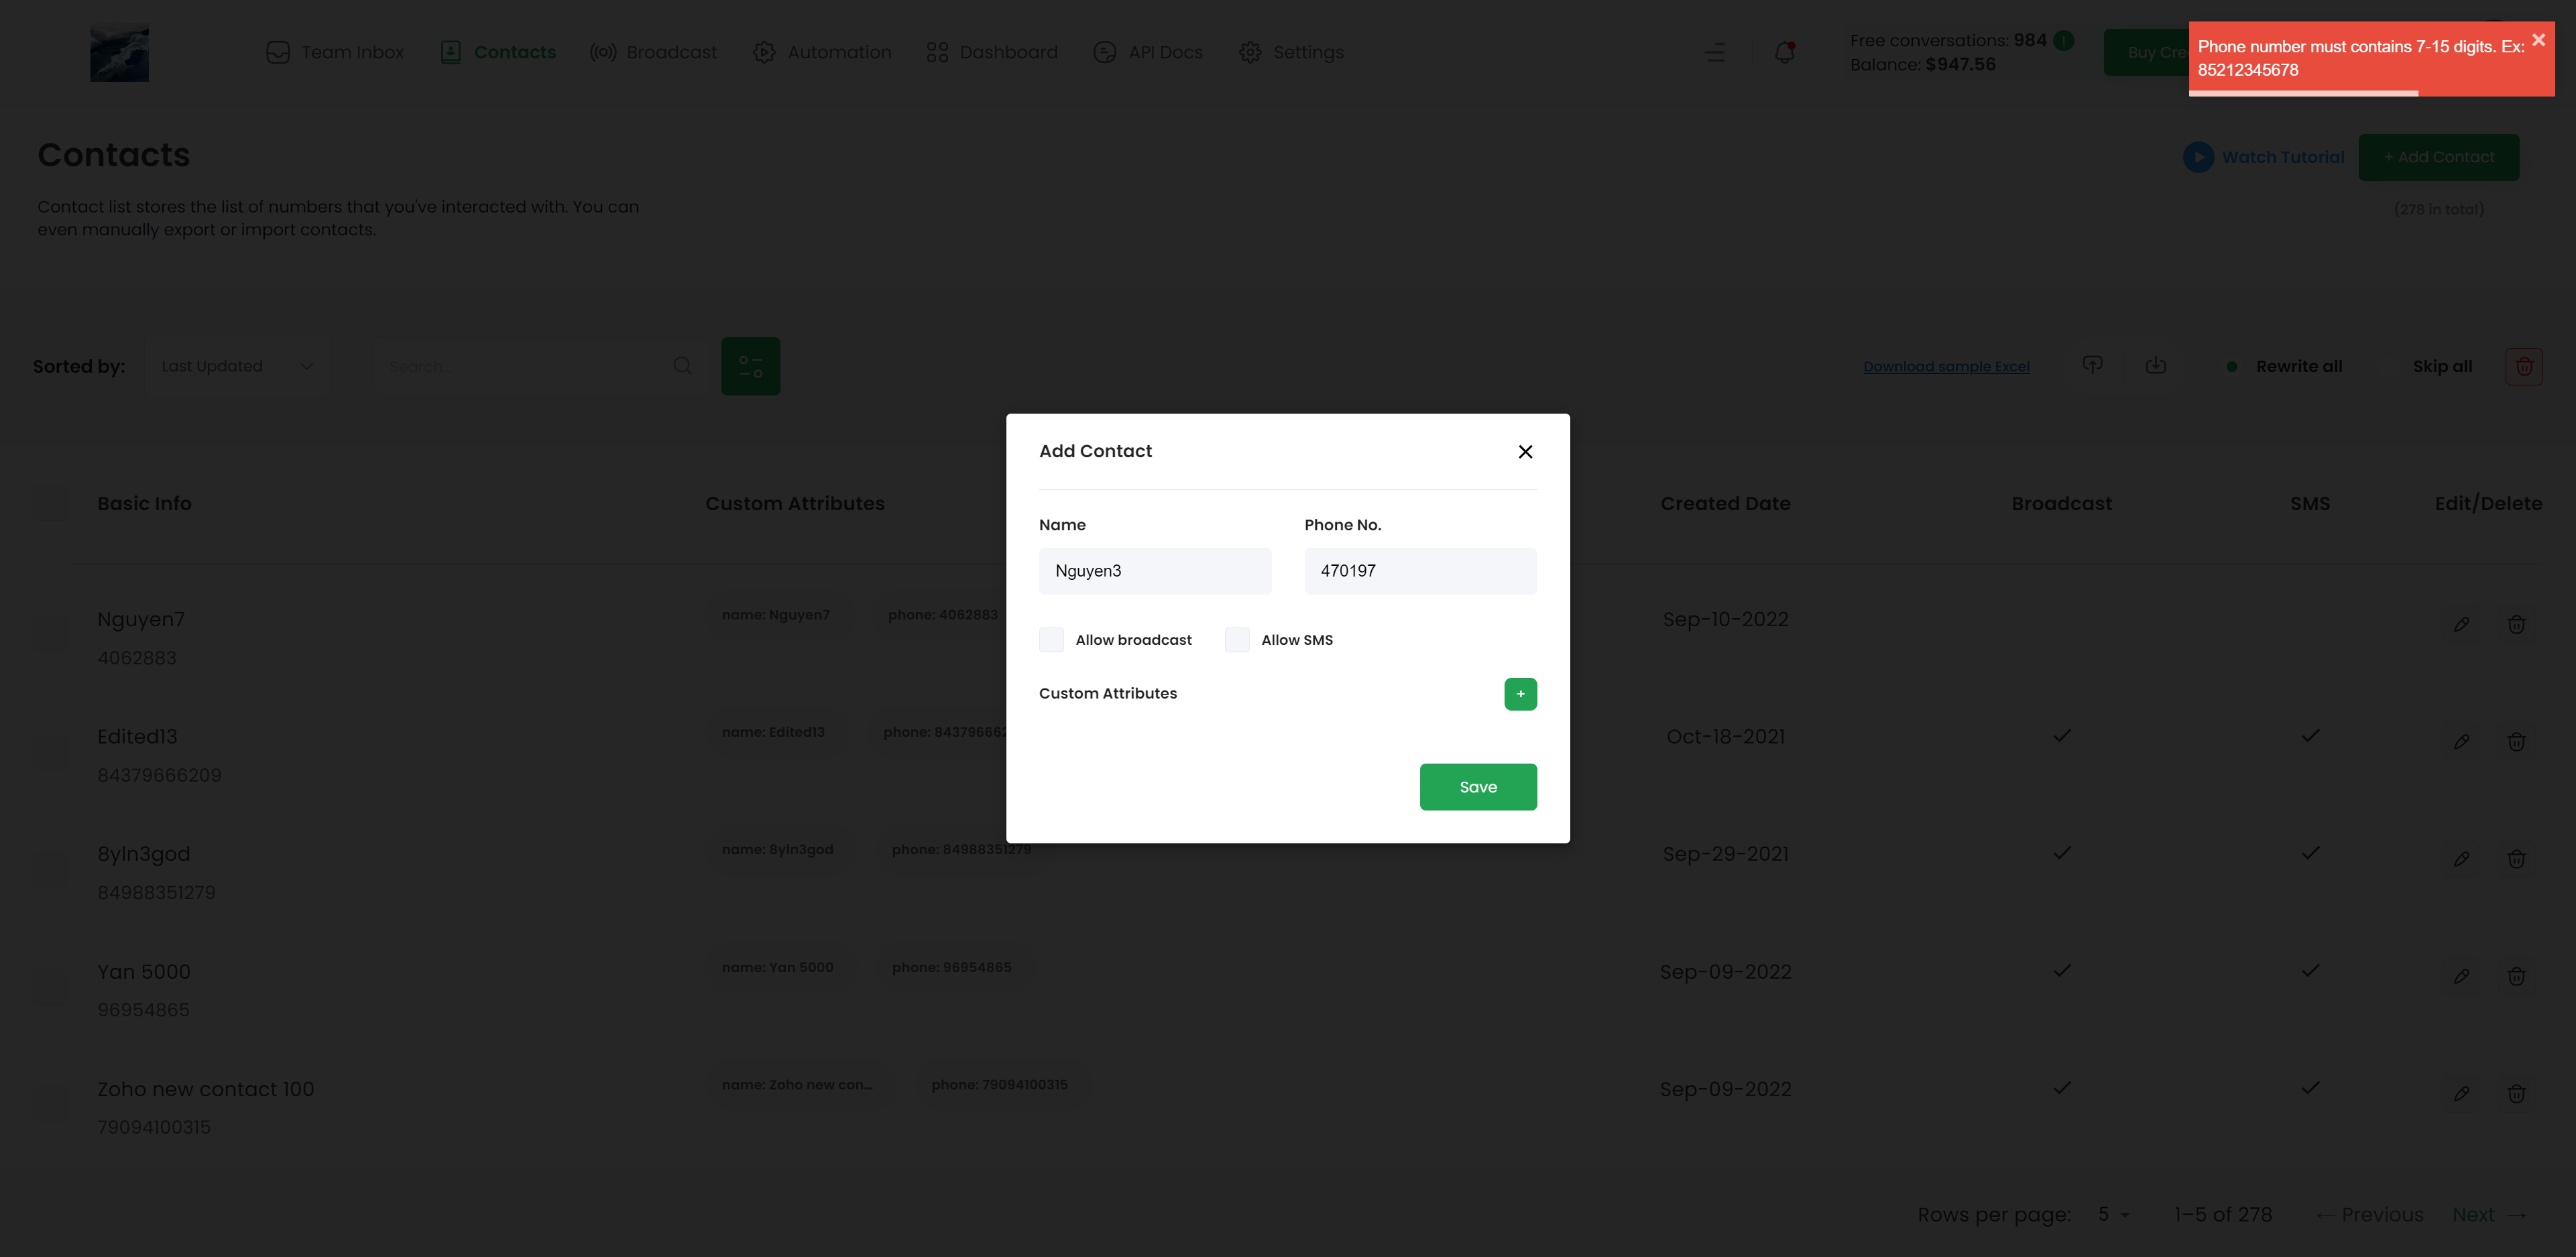 Team Inbox
Contacts
Broadcast
Automation
Dashboard
API Docs
Settings
Free conversations: 984
Balance: $947.56
Phone number must contains 7-15 digits. Ex:
85212345678
Contacts
Watch Tutorial
+ Add Contact
Contact list stores the list of numbers that you've interacted with. You can
even manually export or import contacts.
(278 in total)
Sorted by:
Last Updated
Search...
Download sample Excel
Rewrite all
Skip all
Add Contact
Name
Phone No.
Nguyen3
470197
Allow broadcast
Allow SMS
Custom Attributes
+
Save
Basic Info
Custom Attributes
Created Date
Broadcast
SMS
Edit/Delete
Nguyen7
4062883
name: Nguyen7
phone: 4062883
Sep-10-2022
Edited13
84379666209
name: Edited13
Oct-18-2021
8yln3god
84988351279
name: 8yln3god
phone: 84988351279
Sep-29-2021
Yan 5000
96954865
name: Yan 5000
phone: 96954865
Sep-09-2022
Zoho new contact 100
79094100315
name: Zoho new con...
phone: 79094100315
Sep-09-2022
Rows per page:
5
1–5 of 278
← Previous
Next →